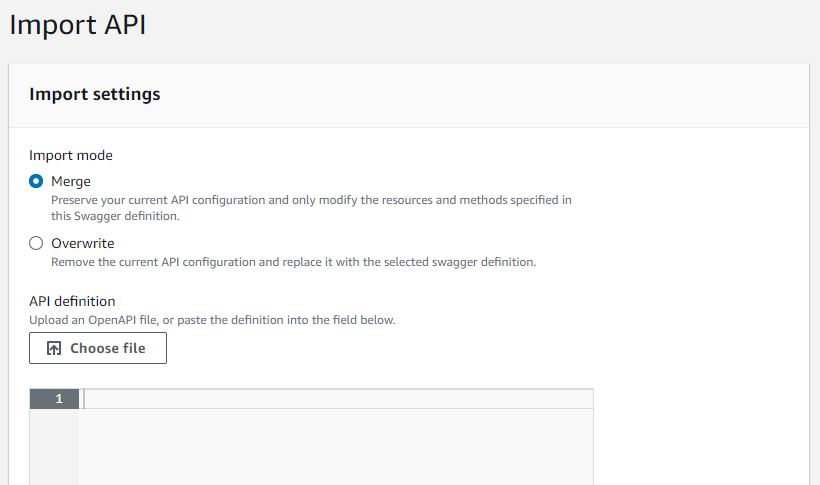 Import API
Import settings
Import mode
Merge
Preserve your current API configuration and only modify the resources and methods specified in
this Swagger definition.
Overwrite
Remove the current API configuration and replace it with the selected swagger definition.
API definition
Upload an OpenAPI file, or paste the definition into the field below.
Choose file
1